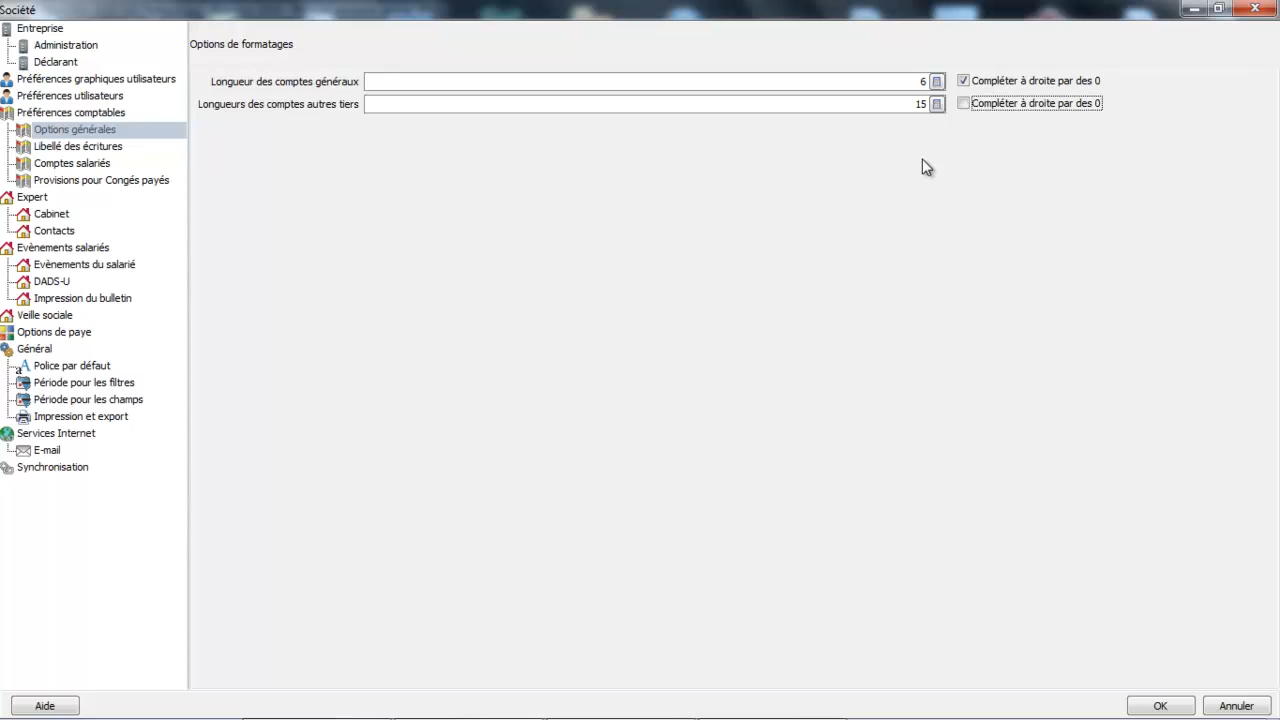 Société
Entreprise
Administration
Déclarant
Préférences graphiques utilisateurs
Préférences utilisateurs
Préférences comptables
Options générales
Libellé des écritures
Comptes salariés
Provisions pour Congés payés
Expert
Cabinet
Contacts
Evènements salariés
Evènements du salarié
DADS-U
Impression du bulletin
Veille sociale
Options de paye
Général
Police par défaut
Période pour les filtres
Période pour les champs
Impression et export
Services Internet
E-mail
Synchronisation
Options de formatages
Longueur des comptes généraux 6 Compléter à droite par des 0
Longueurs des comptes autres tiers 15 Compléter à droite par des 0
Aide
OK
Annuler